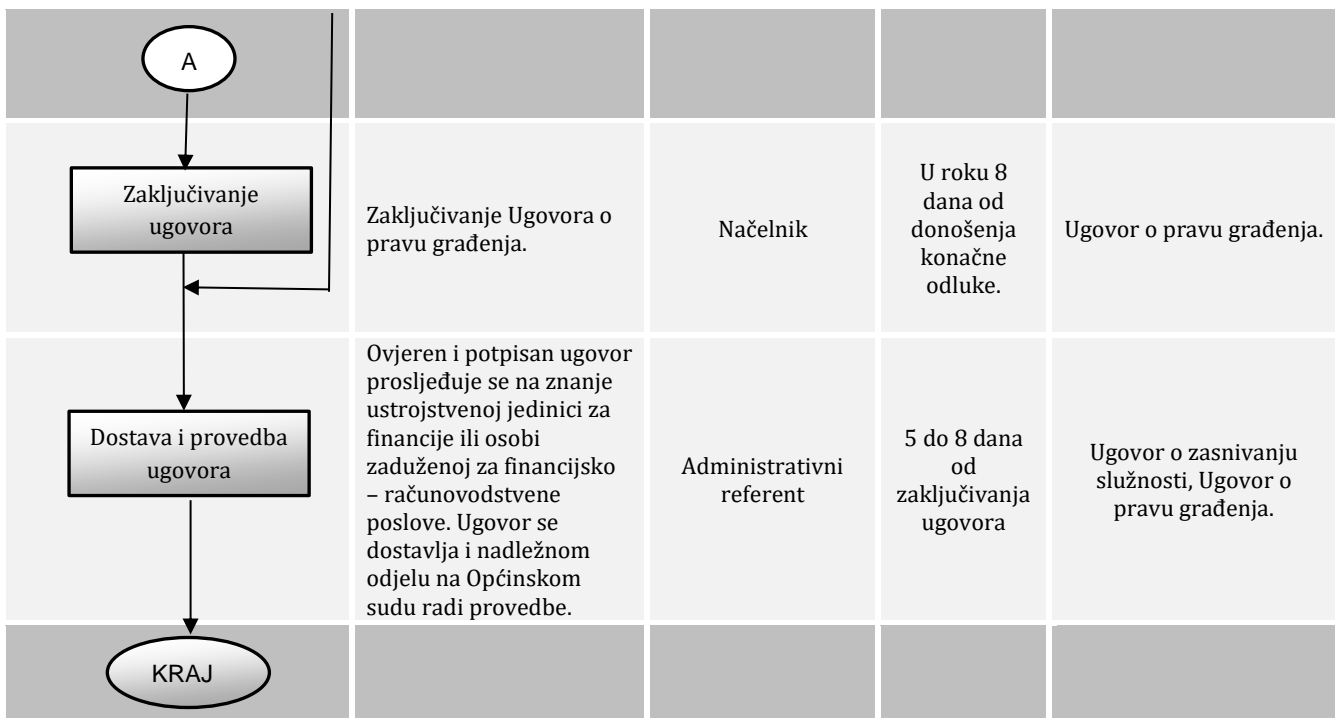 A
Zaključivanje
ugovora
Zaključivanje Ugovora o
pravu građenja.
Načelnik
U roku 8
dana od
donošenja
konačne
odluke.
Ugovor o pravu građenja.
Dostava i provedba
ugovora
Ovjeren i potpisan ugovor
prosljeđuje se na znanje
ustrojstvenoj jedinici za
financije ili osobi
zaduženoj za financijsko
– računovodstvene
poslove. Ugovor se
dostavlja i nadležnom
odjelu na Općinskom
sudu radi provedbe.
Administrativni
referent
5 do 8 dana
od
zaključivanja
ugovora
Ugovor o zasnivanju
služnosti, Ugovor o
pravu građenja.
KRAJ